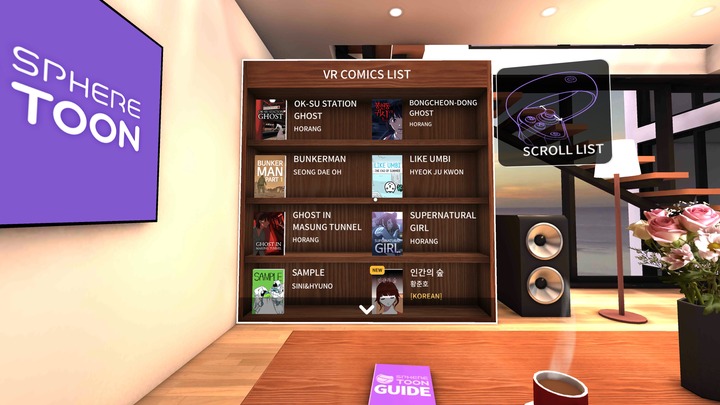 SPHERE
TOON
VR COMICS LIST
OK-SU STATION
GHOST
HORANG
BONGCHEON-DONG
GHOST
HORANG
GHOST
BUNKERMAN
SEONG DAE OH
BUNKER
MAN
PART 1
LIKE UMBI
HYEOK JU KWON
LIKE UMBI
GHOST IN
MASUNG TUNNEL
HORANG
GHOST IN
MASUNG TUNNEL
SUPERNATURAL
GIRL
HORANG
SUPERNATURAL
GIRL
SAMPLE
SINI&HYUNO
SAMPLE
NEW
인간의 숲
황준호
[KOREAN]
SCROLL LIST
SPHERE
TOON
GUIDE